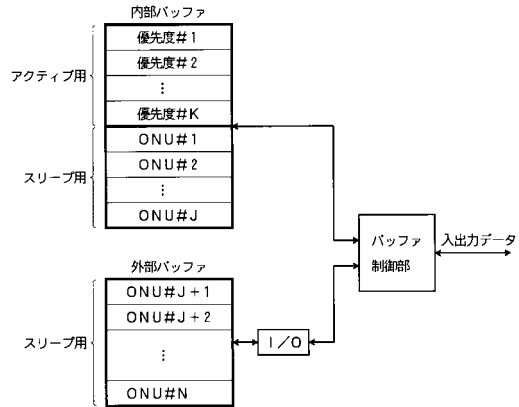 内部バッファ
アクティブ用
優先度#1
優先度#2
⋮
優先度#K
スリープ用
ONU#1
ONU#2
⋮
ONU#J
バッファ
制御部
入出力データ
外部バッファ
スリープ用
ONU#J+1
ONU#J+2
⋮
ONU#N
I/O